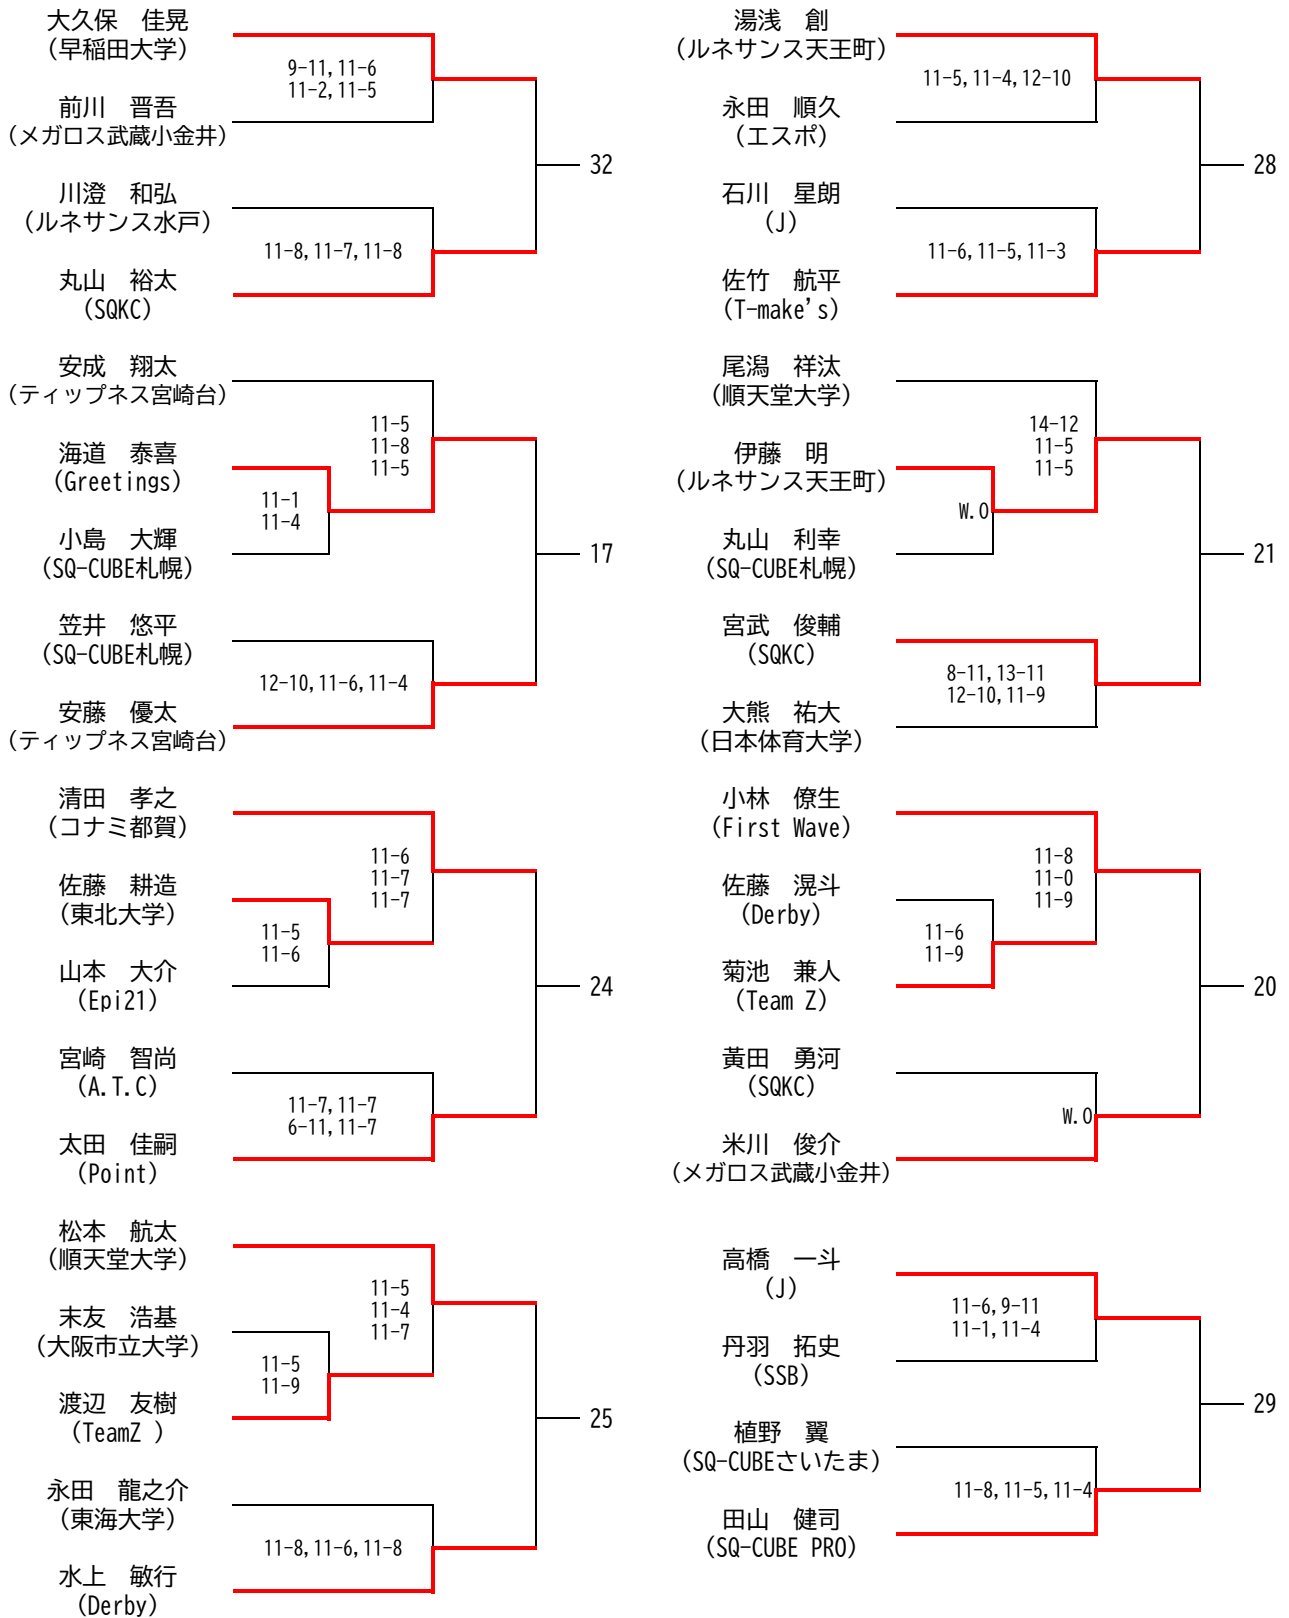 大久保　佳晃
(早稲田大学)
9-11,11-6
11-2,11-5
前川　晋吾
(メガロス武蔵小金井)
32
川澄　和弘
(ルネサンス水戸)
11-8,11-7,11-8
丸山　裕太
(SQKC)
安成　翔太
(ティップネス宮崎台)
11-5
11-8
11-5
海道　泰喜
(Greetings)
11-1
11-4
小島　大輝
(SQ-CUBE札幌)
17
笠井　悠平
(SQ-CUBE札幌)
12-10,11-6,11-4
安藤　優太
(ティップネス宮崎台)
清田　孝之
(コナミ都賀)
11-6
11-7
11-7
佐藤　耕造
(東北大学)
11-5
11-6
山本　大介
(Epi21)
24
宮崎　智尚
(A.T.C)
11-7,11-7
6-11,11-7
太田　佳嗣
(Point)
松本　航太
(順天堂大学)
11-5
11-4
11-7
末友　浩基
(大阪市立大学)
11-5
11-9
渡辺　友樹
(TeamZ )
25
永田　龍之介
(東海大学)
11-8,11-6,11-8
水上　敏行
(Derby)
湯浅　創
(ルネサンス天王町)
11-5,11-4,12-10
永田　順久
(エスポ)
28
石川　星朗
(J)
11-6,11-5,11-3
佐竹　航平
(T-make's)
尾潟　祥汰
(順天堂大学)
14-12
11-5
11-5
伊藤　明
(ルネサンス天王町)
W.O
丸山　利幸
(SQ-CUBE札幌)
21
宮武　俊輔
(SQKC)
8-11,13-11
12-10,11-9
大熊　祐大
(日本体育大学)
小林　僚生
(First Wave)
11-8
11-0
11-9
佐藤　滉斗
(Derby)
11-6
11-9
菊池　兼人
(Team Z)
20
黃田　勇河
(SQKC)
W.O
米川　俊介
(メガロス武蔵小金井)
高橋　一斗
(J)
11-6,9-11
11-1,11-4
丹羽　拓史
(SSB)
29
植野　翼
(SQ-CUBEさいたま)
11-8,11-5,11-4
田山　健司
(SQ-CUBE PRO)